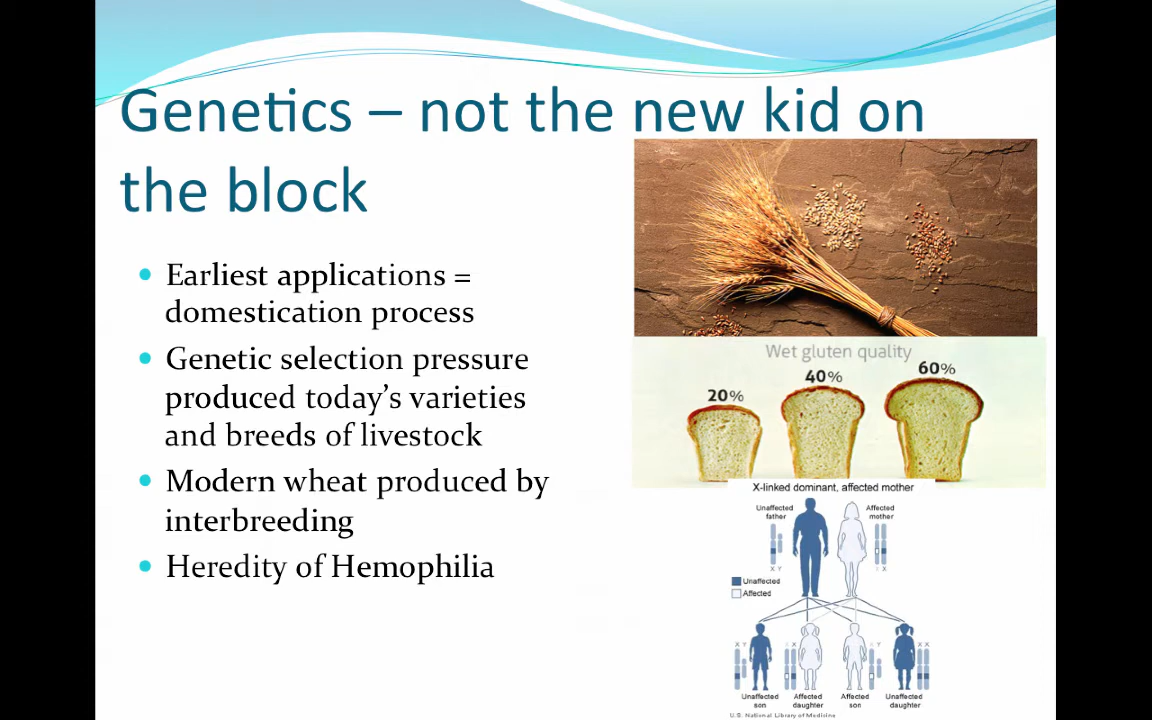 Genetics – not the new kid on
the block
• Earliest applications =
domestication process
• Genetic selection pressure
produced today's varieties
and breeds of livestock
• Modern wheat produced by
interbreeding
• Heredity of Hemophilia
Wet gluten quality
20%
40%
60%
X-linked dominant, affected mother
Unaffected
father
Affected
mother
X Y
X X
Unaffected
Affected
X Y
X X
X Y
X X
Unaffected
son
Affected
daughter
Affected
son
Unaffected
daughter
U.S. National Library of Medicine